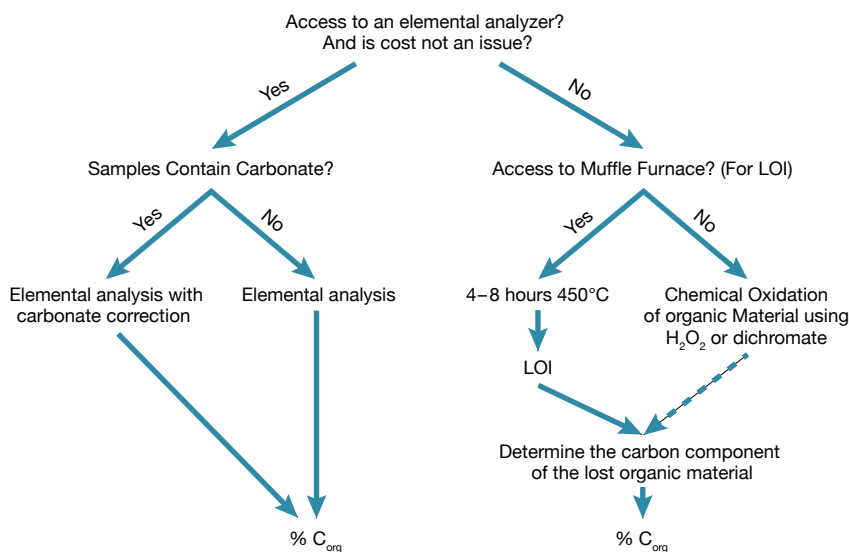 Access to an elemental analyzer?
And is cost not an issue?
Yes
No
Samples Contain Carbonate?
Access to Muffle Furnace? (For LOI)
Yes
No
Yes
No
Elemental analysis with
carbonate correction
Elemental analysis
4–8 hours 450°C
Chemical Oxidation
of organic Material using
H₂O₂ or dichromate
LOI
Determine the carbon component
of the lost organic material
% C_org
% C_org